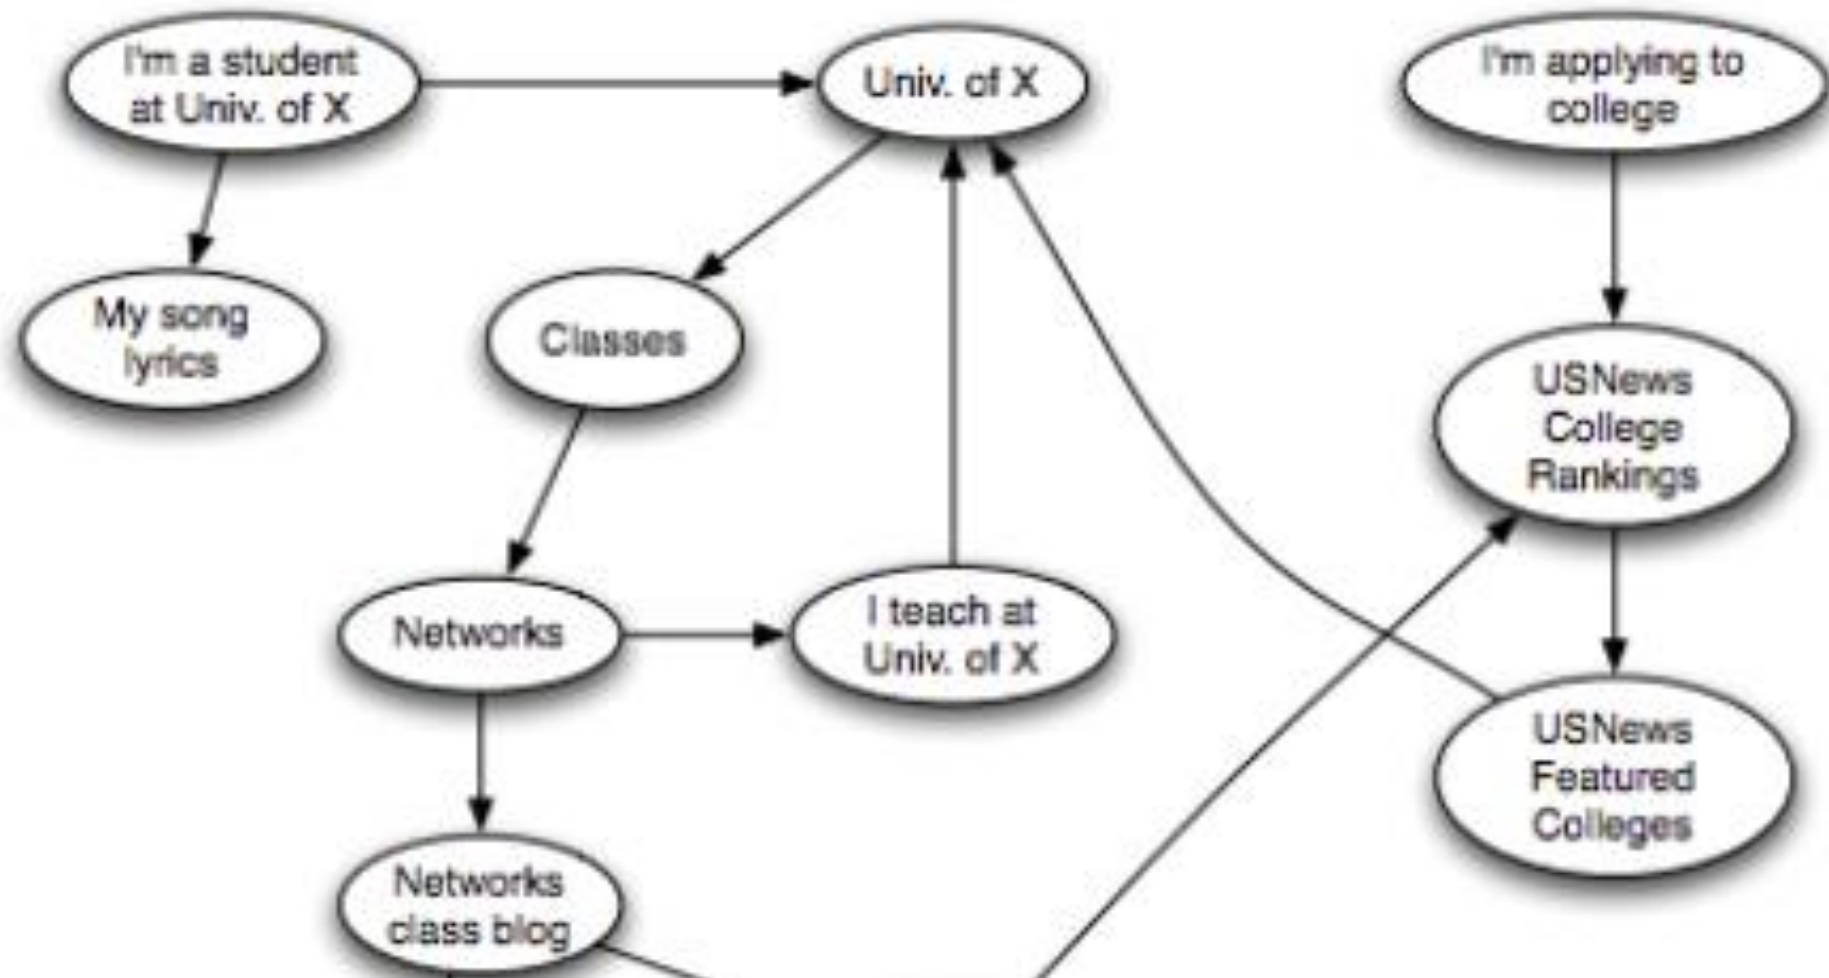 I'm a student
at Univ. of X
Univ. of X
I'm applying to
college
My song
lyrics
Classes
USNews
College
Rankings
Networks
I teach at
Univ. of X
USNews
Featured
Colleges
Networks
class blog